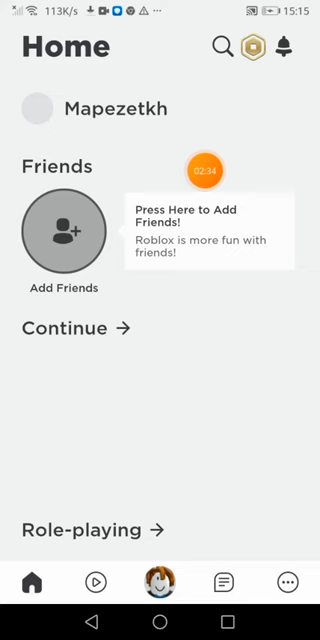 113K/s ... 15:15
Home
Mapezetkh
Friends
02:34
Press Here to Add
Friends!
Roblox is more fun with
friends!
Add Friends
Continue →
Role-playing →